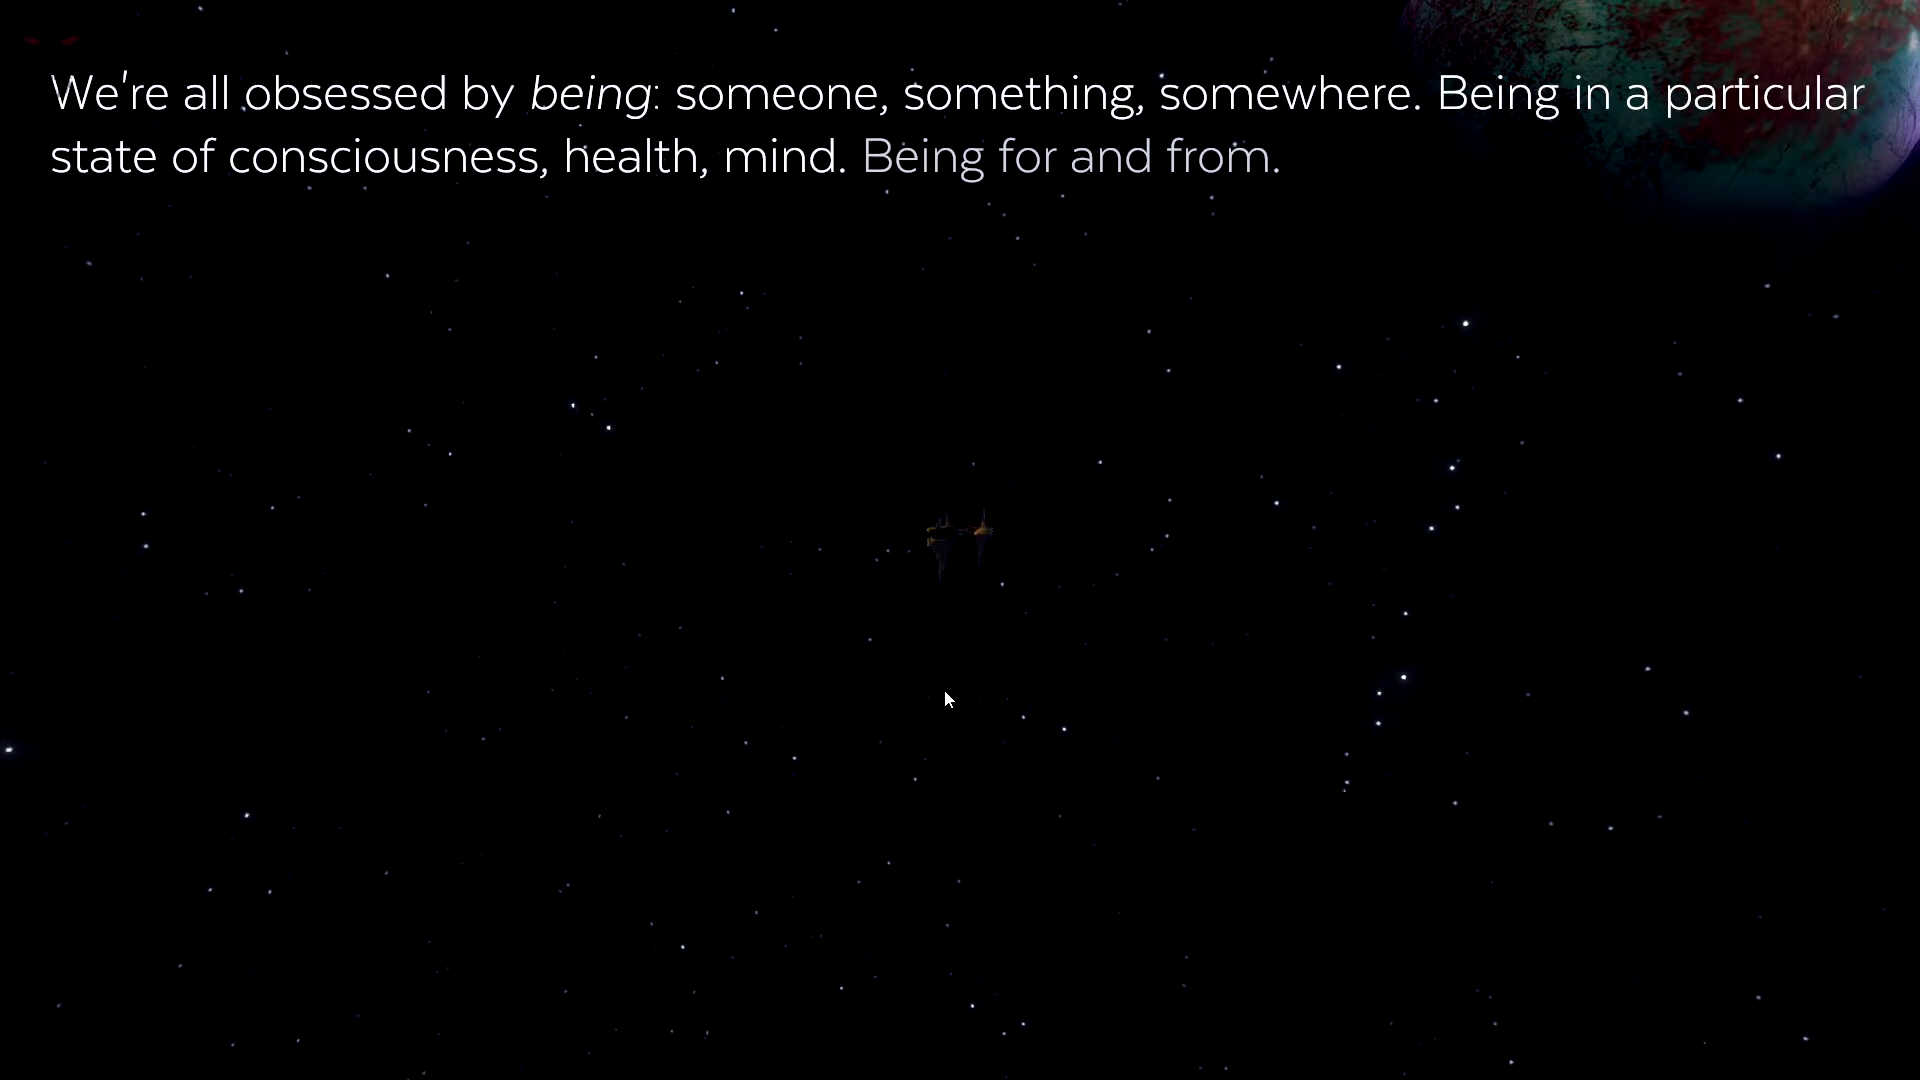 We're all obsessed by being: someone, something, somewhere. Being in a particular
state of consciousness, health, mind. Being for and from.